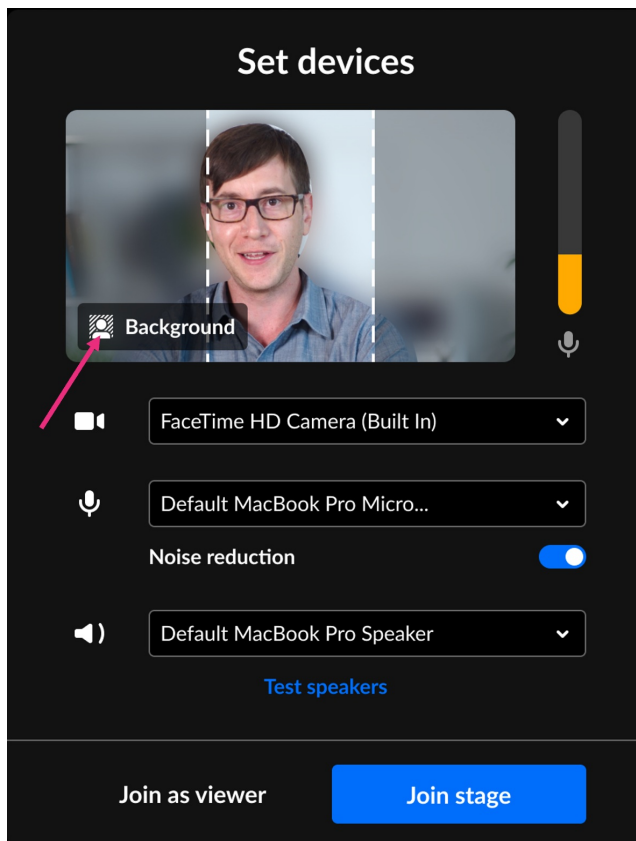 Set devices
Background
FaceTime HD Camera (Built In)
Default MacBook Pro Micro...
Noise reduction
Default MacBook Pro Speaker
Test speakers
Join as viewer
Join stage